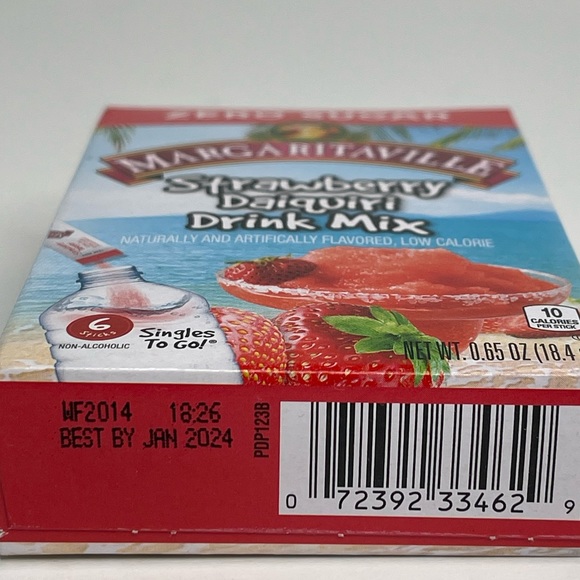 ZERO SUGAR
MARGARITAVILLE
Strawberry
Daiquiri
Drink Mix
NATURALLY AND ARTIFICIALLY FLAVORED, LOW CALORIE
6
STICKS
NON-ALCOHOLIC
Singles
To Go!®
10
CALORIES
PER STICK
NET WT. 0.65 OZ (18.4
WF2014 18:26
BEST BY JAN 2024
PDP123B
0 72392 33462 9